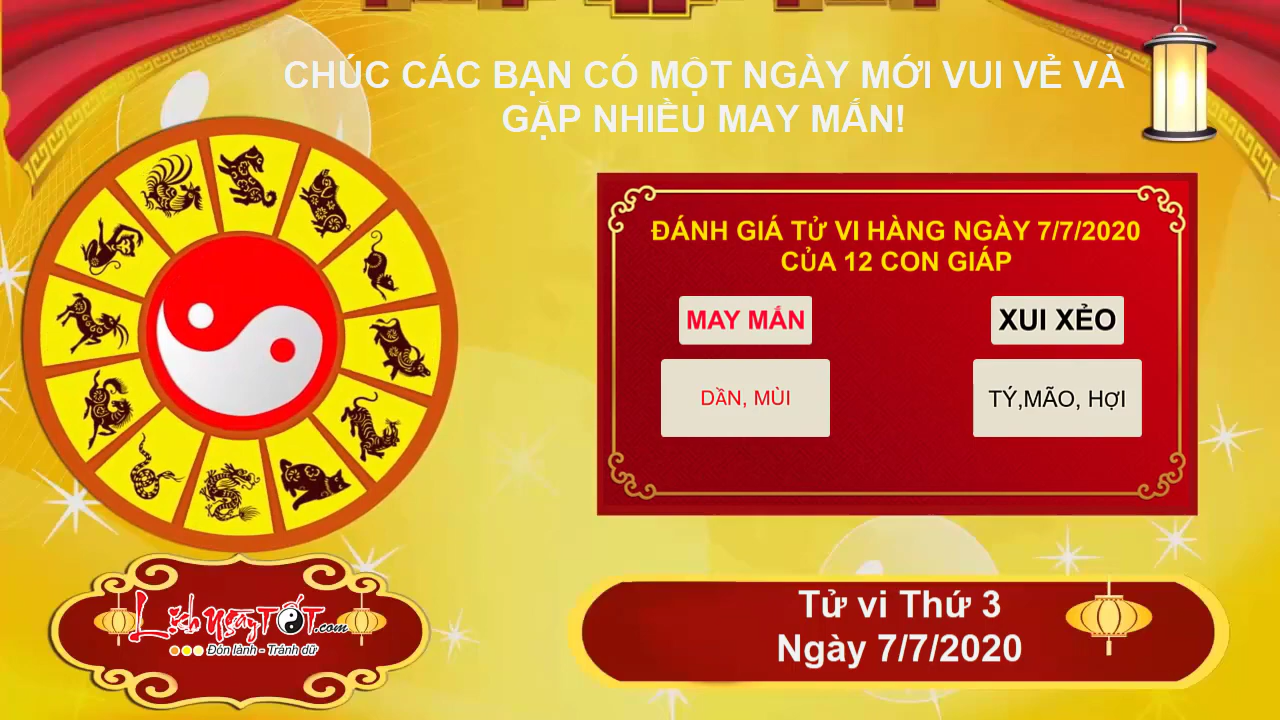 CHÚC CÁC BẠN CÓ MỘT NGÀY MỚI VUI VẺ VÀ
GẶP NHIỀU MAY MẮN!
ĐÁNH GIÁ TỬ VI HÀNG NGÀY 7/7/2020
CỦA 12 CON GIÁP
MAY MẮN
XUI XẺO
DẦN, MÙI
TÝ,MÃO, HỢI
Lịch Ngày TỐT.com
Đón lành - Tránh dữ
Tử vi Thứ 3
Ngày 7/7/2020